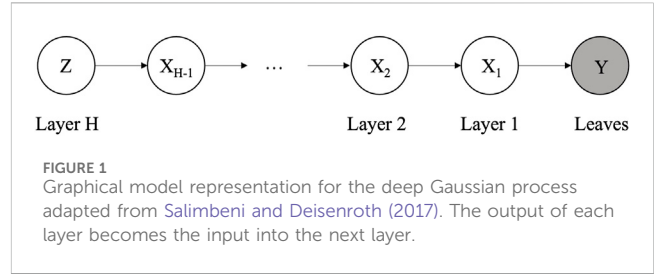 Z X_{H-1} ... X_2 X_1 Y
Layer H Layer 2 Layer 1 Leaves
FIGURE 1
Graphical model representation for the deep Gaussian process
adapted from Salimbeni and Deisenroth (2017). The output of each
layer becomes the input into the next layer.